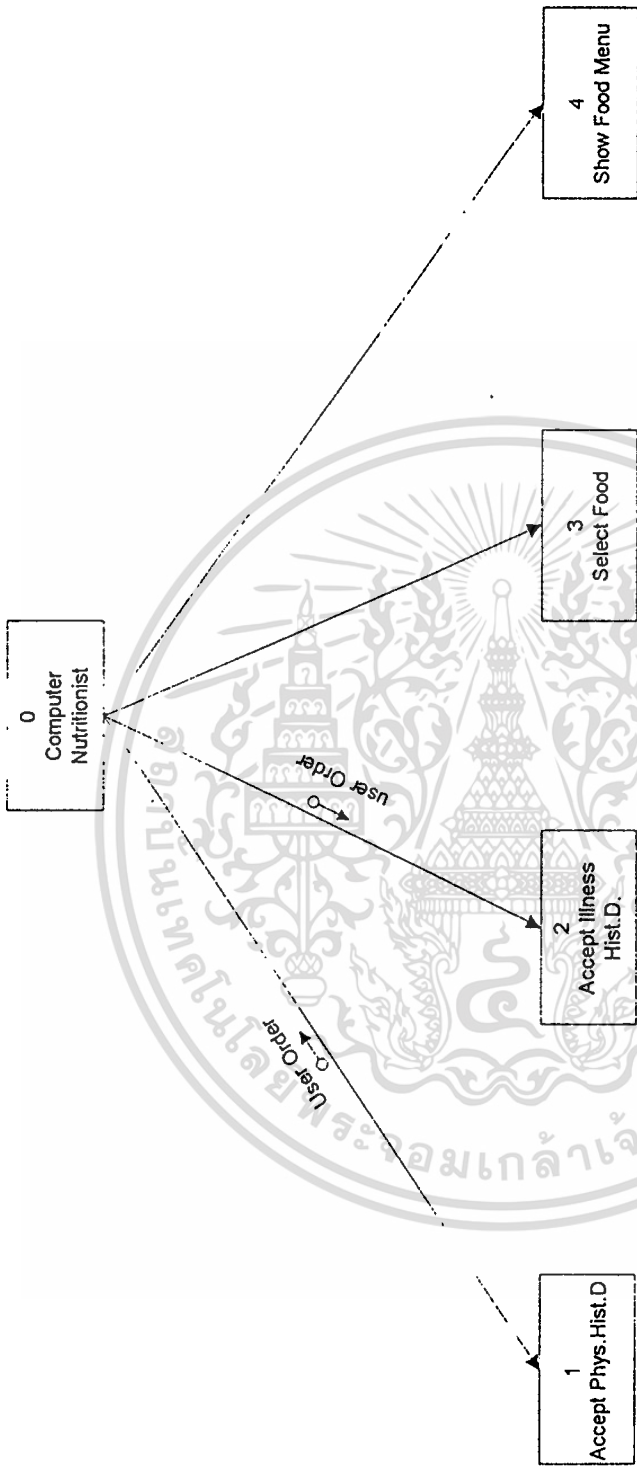 0
Computer
Nutritionist
User Order
user Order
1
Accept Phys.Hist.D
2
Accept Illness
Hist.D.
3
Select Food
4
Show Food Menu